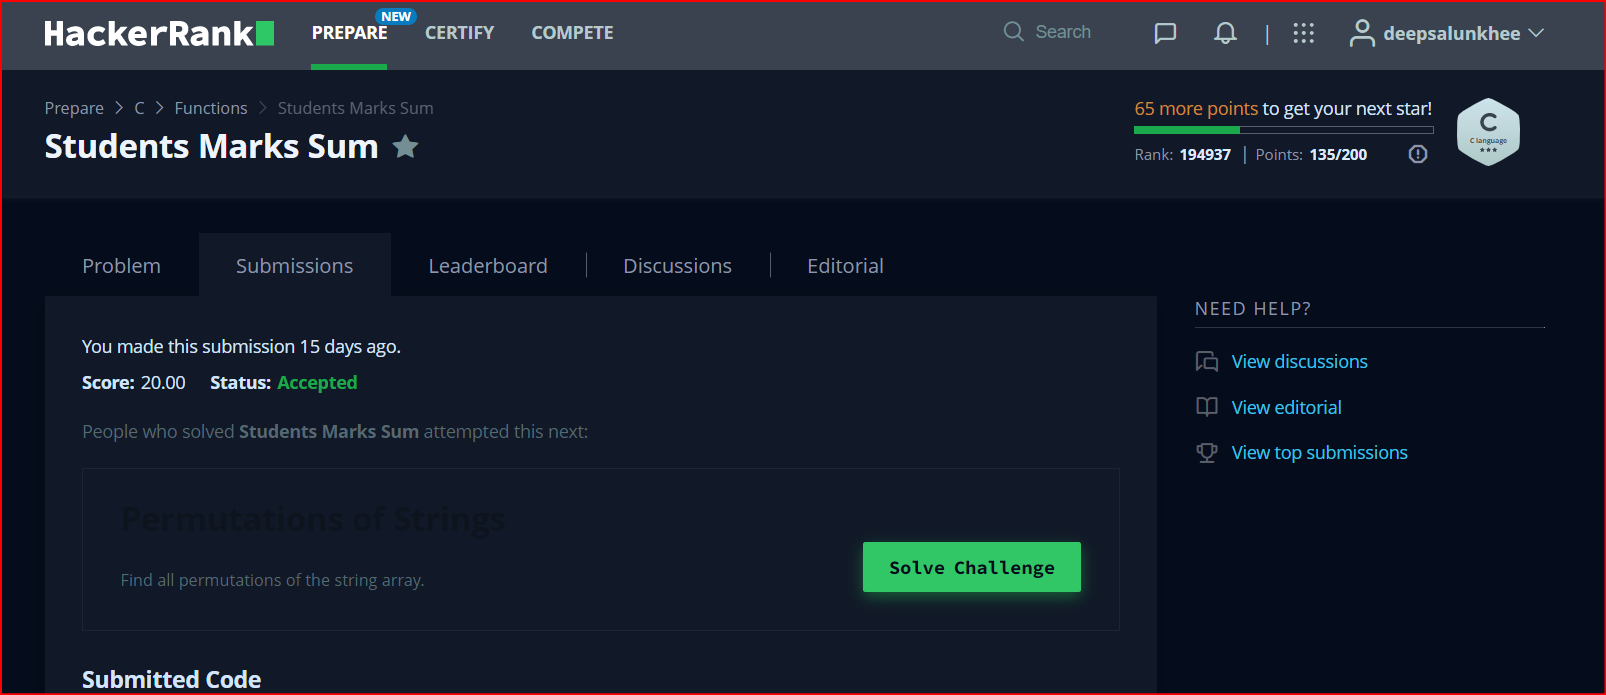 HackerRank
PREPARE NEW CERTIFY COMPETE Search | deepsalunkhee
Prepare > C > Functions > Students Marks Sum
Students Marks Sum
65 more points to get your next star!
Rank: 194937 | Points: 135/200
C
C language
Problem Submissions Leaderboard Discussions Editorial
You made this submission 15 days ago.
Score: 20.00 Status: Accepted
People who solved Students Marks Sum attempted this next:
Permutations of Strings
Find all permutations of the string array.
Solve Challenge
Submitted Code
NEED HELP?
View discussions
View editorial
View top submissions